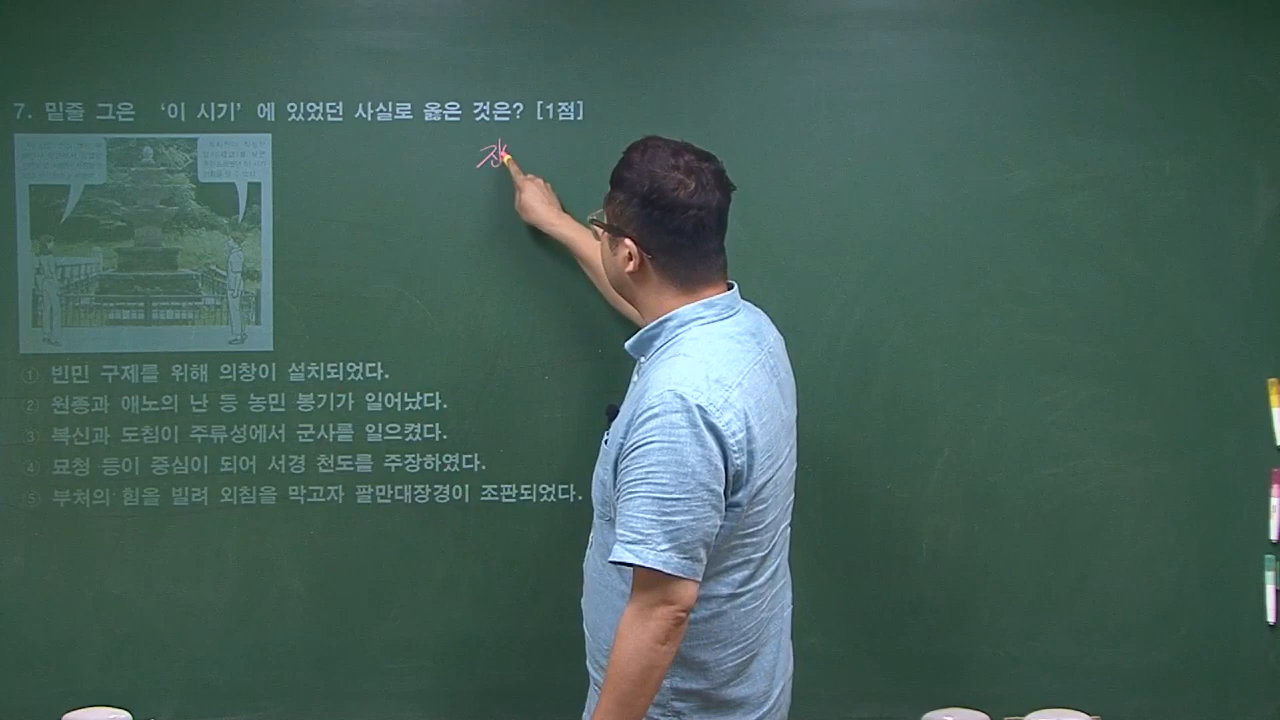 7. 밑줄 그은 '이 시기' 에 있었던 사실로 옳은 것은? [1점]
① 빈민 구제를 위해 의창이 설치되었다.
② 원종과 애노의 난 등 농민 봉기가 일어났다.
③ 복신과 도침이 주류성에서 군사를 일으켰다.
④ 묘청 등이 중심이 되어 서경 천도를 주장하였다.
⑤ 부처의 힘을 빌려 외침을 막고자 팔만대장경이 조판되었다.